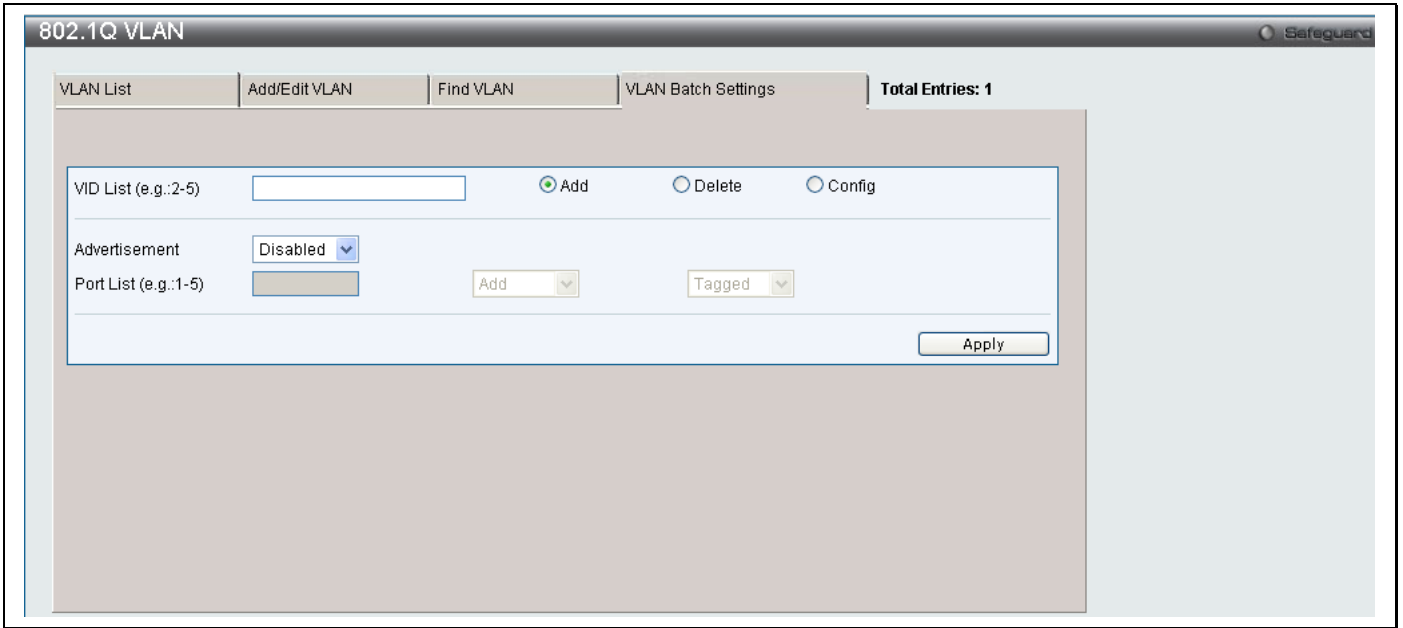 802.1Q VLAN
Safeguard
VLAN List
Add/Edit VLAN
Find VLAN
VLAN Batch Settings
Total Entries: 1
VID List (e.g.:2-5)
Add
Delete
Config
Advertisement
Disabled
Port List (e.g.:1-5)
Add
Tagged
Apply